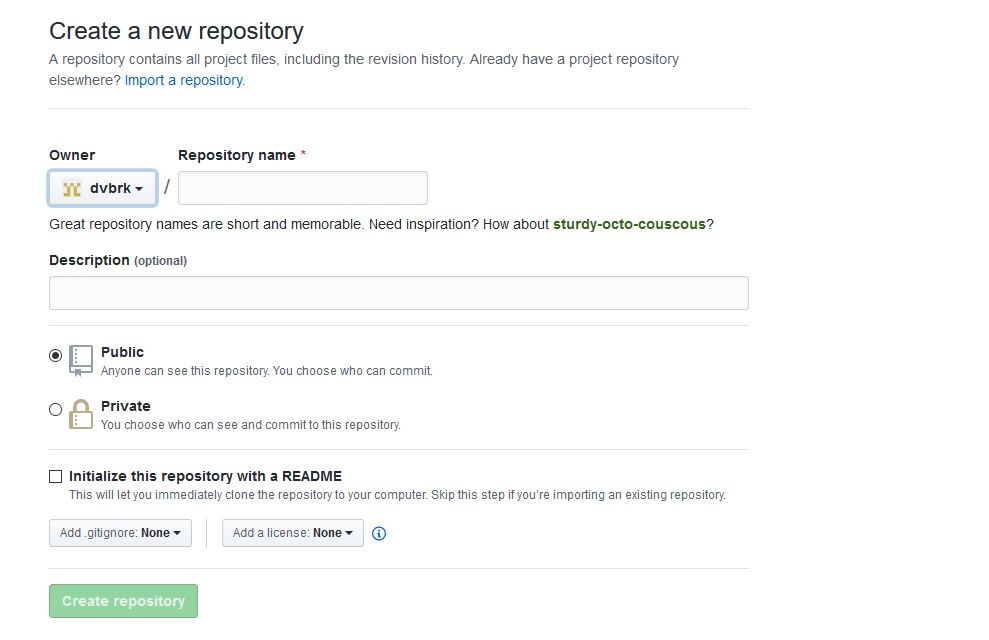 Create a new repository
A repository contains all project files, including the revision history. Already have a project repository
elsewhere? Import a repository.
Owner
Repository name *
dvbrk
/
Great repository names are short and memorable. Need inspiration? How about sturdy-octo-couscous?
Description (optional)
Public
Anyone can see this repository. You choose who can commit.
Private
You choose who can see and commit to this repository.
Initialize this repository with a README
This will let you immediately clone the repository to your computer. Skip this step if you’re importing an existing repository.
Add .gitignore: None
Add a license: None
Create repository